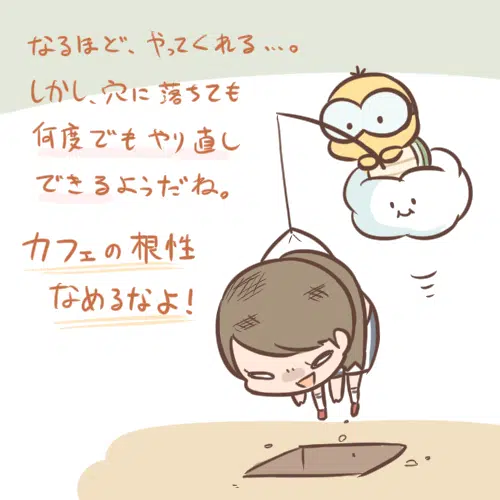 なるほど、やってくれる…。
しかし、穴に落ちても
何度でもやり直し
できるようだね。
カフェの根性
なめるなよ!